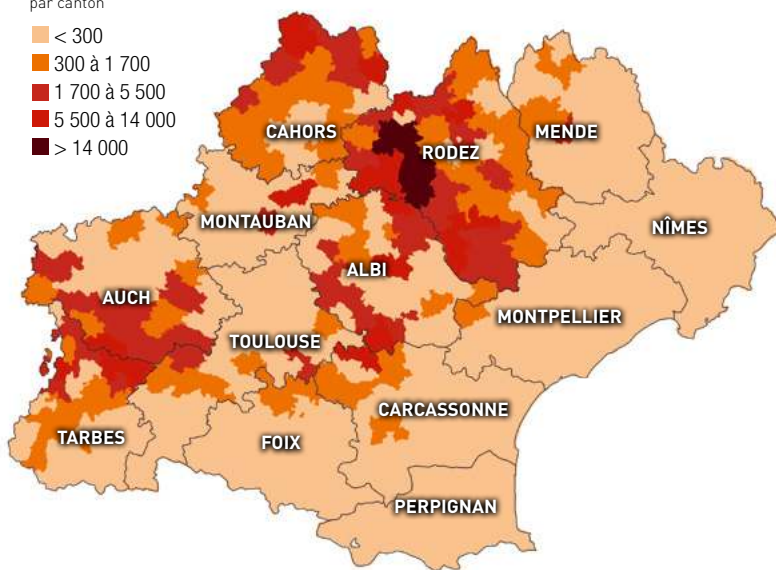 par canton
< 300
300 à 1 700
1 700 à 5 500
5 500 à 14 000
> 14 000
CAHORS
MENDE
RODEZ
MONTAUBAN
NÎMES
ALBI
AUCH
MONTPELLIER
TOULOUSE
CARCASSONNE
TARBES
FOIX
PERPIGNAN